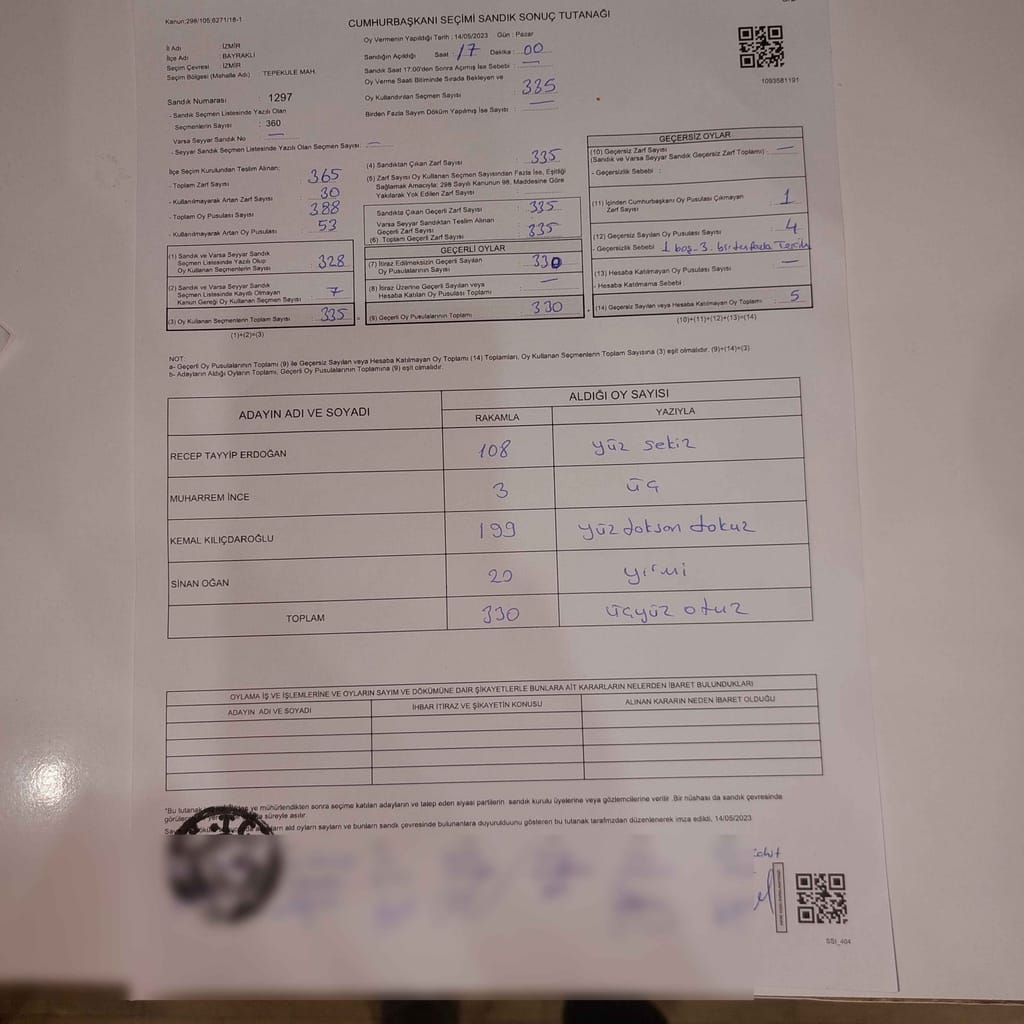 Kanun:298/105;6271/18-1
CUMHURBAŞKANI SEÇİMİ SANDIK SONUÇ TUTANAĞI
İl Adı : İZMİR
İlçe Adı : BAYRAKLI
Seçim Çevresi : İZMİR
Seçim Bölgesi (Mahalle Adı) : TEPEKULE MAH.
Sandık Numarası : 1297
- Sandık Seçmen Listesinde Yazılı Olan
Seçmenlerin Sayısı : 360
Varsa Seyyar Sandık No : —
- Seyyar Sandık Seçmen Listesinde Yazılı Olan Seçmen Sayısı: —
Oy Vermenin Yapıldığı Tarih : 14/05/2023 Gün : Pazar
Sandığın Açıldığı Saat : 17 Dakika : 00
Sandık Saat 17:00'den Sonra Açımış İse Sebebi : —
Oy Verme Saati Bitiminde Sırada Bekleyen ve
Oy Kullandırılan Seçmen Sayısı : 335
Birden Fazla Sayım Döküm Yapılmış İse Sayısı : —
1093581191
İlçe Seçim Kurulundan Teslim Alınan;
- Toplam Zarf Sayısı : 365
- Kullanılmayarak Artan Zarf Sayısı : 30
- Toplam Oy Pusulası Sayısı : 388
- Kullanılmayarak Artan Oy Pusulası : 53
(1) Sandık ve Varsa Seyyar Sandık
Seçmen Listesinde Yazılı Olup
Oy Kullanan Seçmenlerin Sayısı : 328
(2) Sandık ve Varsa Seyyar Sandık
Seçmen Listesinde Kayıtlı Olmayan
Kanun Gereği Oy Kullanan Seçmen Sayısı : 7
(3) Oy Kullanan Seçmenlerin Toplam Sayısı : 335
(1)+(2)=(3)
(4) Sandıktan Çıkan Zarf Sayısı : 335
(5) Zarf Sayısı Oy Kullanan Seçmen Sayısından Fazla İse, Eşitliği
Sağlamak Amacıyla; 298 Sayılı Kanunun 98. Maddesine Göre
Yakılarak Yok Edilen Zarf Sayısı :
Sandıkta Çıkan Geçerli Zarf Sayısı : 335
Varsa Seyyar Sandıktan Teslim Alınan
Geçerli Zarf Sayısı :
(6) Toplam Geçerli Zarf Sayısı : 335
GEÇERLİ OYLAR
(7) İtiraz Edilmeksizin Geçerli Sayılan
Oy Pusulalarının Sayısı : 330
(8) İtiraz Üzerine Geçerli Sayılan veya
Hesaba Katılan Oy Pusulası Toplamı : —
(9) Geçerli Oy Pusulalarının Toplamı : 330
GEÇERSİZ OYLAR
(10) Geçersiz Zarf Sayısı
(Sandık ve Varsa Seyyar Sandık Geçersiz Zarf Toplamı) : —
- Geçersizlik Sebebi :
(11) İçinden Cumhurbaşkanı Oy Pusulası Çıkmayan
Zarf Sayısı : 1
(12) Geçersiz Sayılan Oy Pusulası Sayısı : 4
- Geçersizlik Sebebi : 1 boş - 3. birden fazla Tercih
(13) Hesaba Katılmayan Oy Pusulası Sayısı : —
- Hesaba Katılmama Sebebi :
(14) Geçersiz Sayılan veya Hesaba Katılmayan Oy Toplamı : 5
(10)+(11)+(12)+(13)=(14)
NOT:
a- Geçerli Oy Pusulalarının Toplamı (9) ile Geçersiz Sayılan veya Hesaba Katılmayan Oy Toplamı (14) Toplamları, Oy Kullanan Seçmenlerin Toplam Sayısına (3) eşit olmalıdır. (9)+(14)=(3)
b- Adayların Aldığı Oyların Toplamı, Geçerli Oy Pusulalarının Toplamına (9) eşit olmalıdır.
ADAYIN ADI VE SOYADI ALDIĞI OY SAYISI
RAKAMLA YAZIYLA
RECEP TAYYİP ERDOĞAN 108 yüz sekiz
MUHARREM İNCE 3 üç
KEMAL KILIÇDAROĞLU 199 yüz doksan dokuz
SİNAN OĞAN 20 yirmi
TOPLAM 330 üçyüz otuz
OYLAMA İŞ VE İŞLEMLERİNE VE OYLARIN SAYIM VE DÖKÜMÜNE DAİR ŞİKAYETLERLE BUNLARA AİT KARARLARIN NELERDEN İBARET BULUNDUKLARI
ADAYIN ADI VE SOYADI İHBAR İTİRAZ VE ŞİKAYETİN KONUSU ALINAN KARARIN NEDEN İBARET OLDUĞU
*Bu tutanak ve mühürlendikten sonra seçime katılan adayların ve talep eden siyasi partilerin sandık kurulu üyelerine veya gözlemcilerine verilir .Bir nüshası da sandık çevresinde
süreyle asılır.
ald oyların sayları ve bunların sandık çevresinde bulunanlara duyurulduunu gösteren bu tutanak tarafmzdan düzenlenerek imza edildi, 14/05/2023
SSI_404